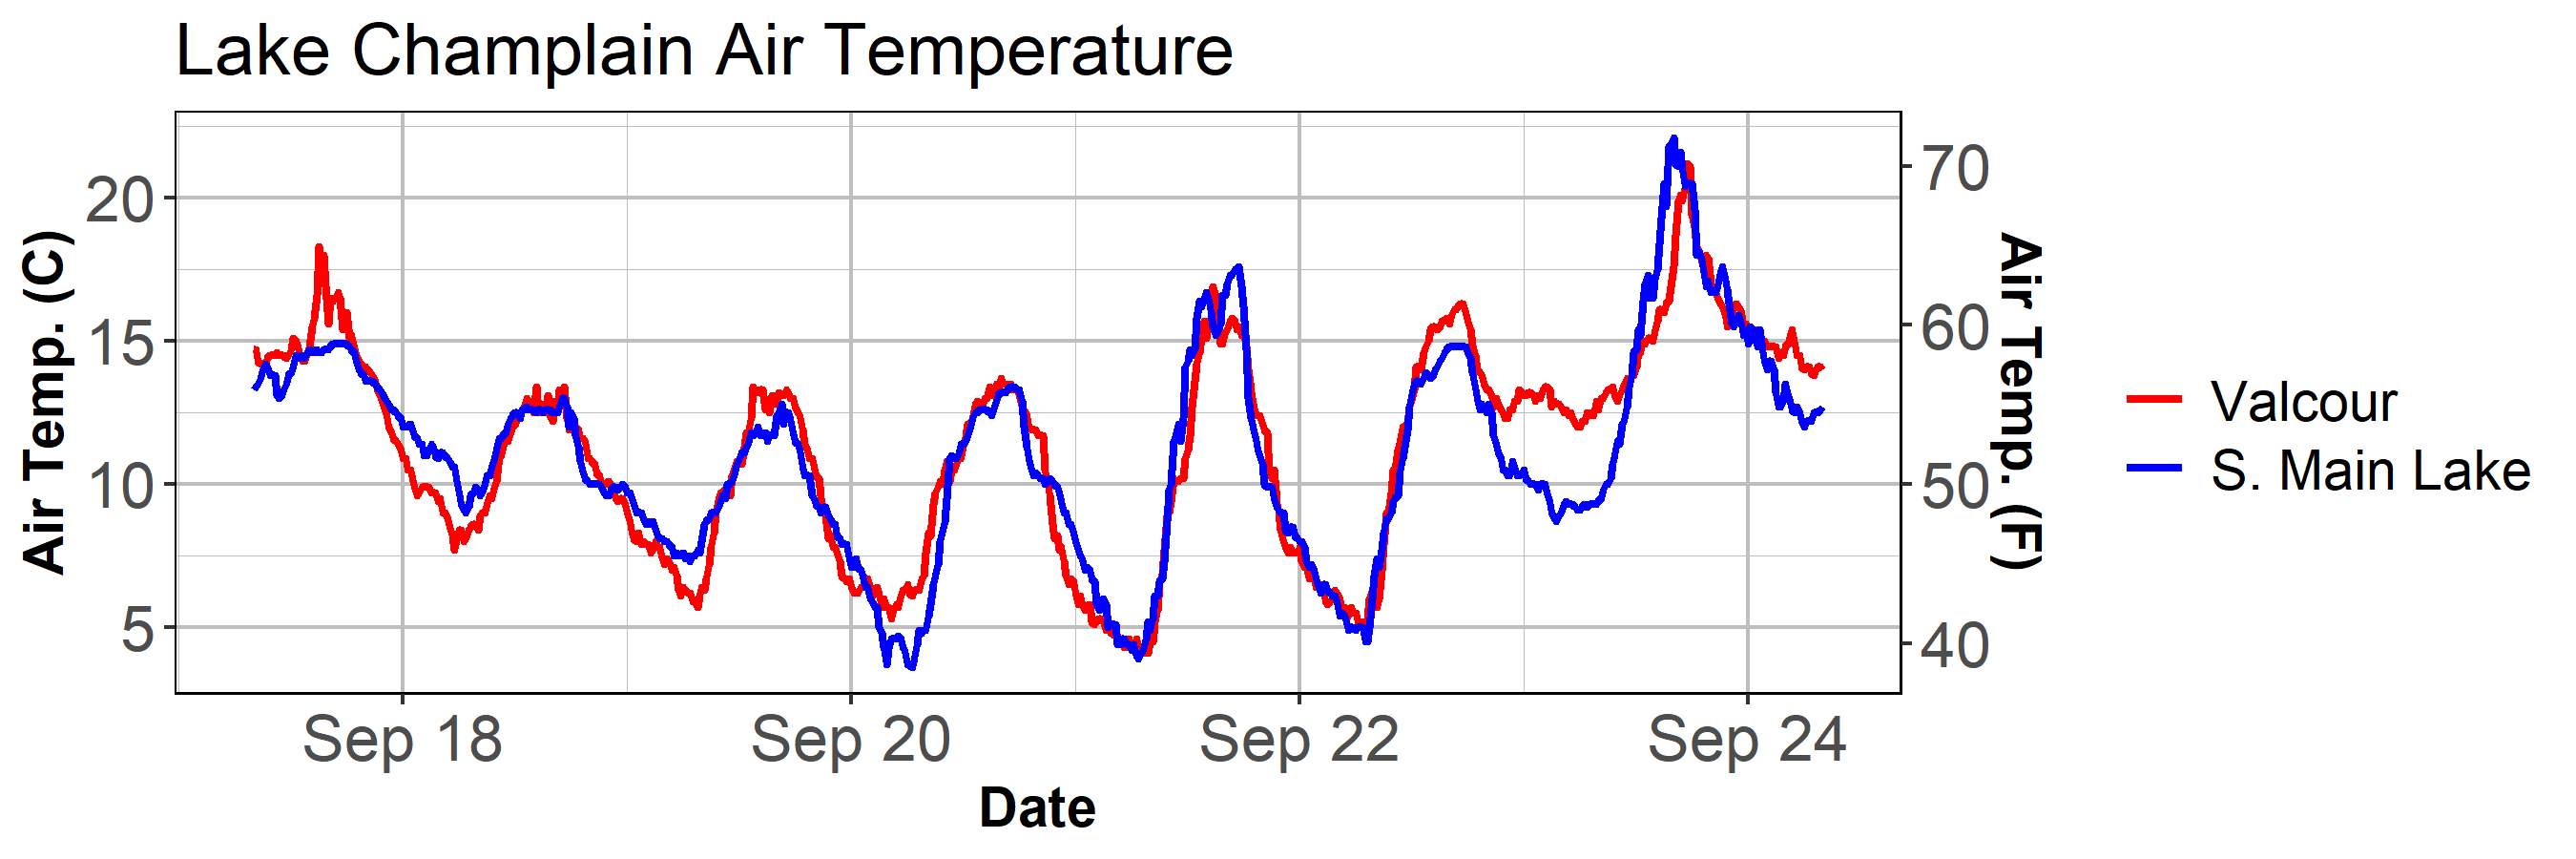 Lake Champlain Air Temperature
Air Temp. (C)
20
15
10
5
70
60
50
40
Air Temp. (F)
Sep 18
Sep 20
Sep 22
Sep 24
Date
Valcour
S. Main Lake